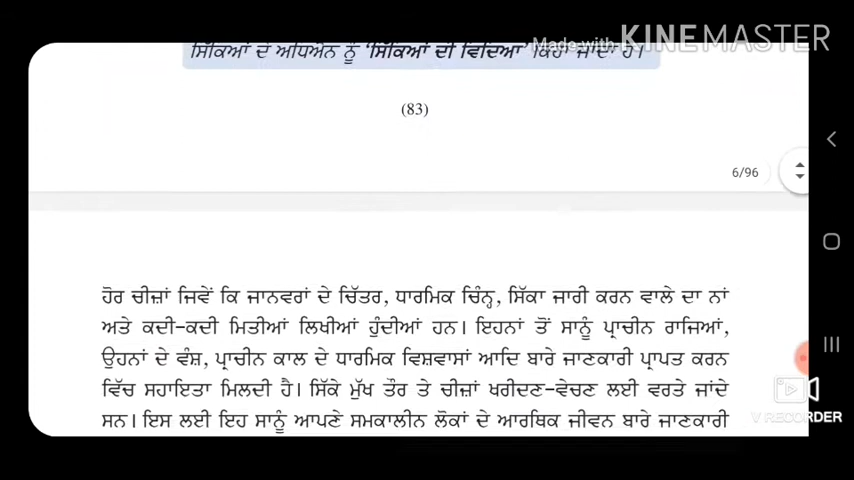 ਸਿੱਕਿਆਂ ਦੇ ਅਧਿਐਨ ਨੂੰ ‘ਸਿੱਕਿਆਂ ਦੀ ਵਿਦਿਆ’ ਕਿਹਾ ਜਾਂਦਾ ਹੈ।
Made with KINEMASTER
(83)
6/96
ਹੋਰ ਚੀਜ਼ਾਂ ਜਿਵੇਂ ਕਿ ਜਾਨਵਰਾਂ ਦੇ ਚਿੱਤਰ, ਧਾਰਮਿਕ ਚਿੰਨ੍ਹ, ਸਿੱਕਾ ਜਾਰੀ ਕਰਨ ਵਾਲੇ ਦਾ ਨਾਂ
ਅਤੇ ਕਦੀ-ਕਦੀ ਮਿਤੀਆਂ ਲਿਖੀਆਂ ਹੁੰਦੀਆਂ ਹਨ। ਇਹਨਾਂ ਤੋਂ ਸਾਨੂੰ ਪ੍ਰਾਚੀਨ ਰਾਜਿਆਂ,
ਉਹਨਾਂ ਦੇ ਵੰਸ਼, ਪ੍ਰਾਚੀਨ ਕਾਲ ਦੇ ਧਾਰਮਿਕ ਵਿਸ਼ਵਾਸਾਂ ਆਦਿ ਬਾਰੇ ਜਾਣਕਾਰੀ ਪ੍ਰਾਪਤ ਕਰਨ
ਵਿੱਚ ਸਹਾਇਤਾ ਮਿਲਦੀ ਹੈ। ਸਿੱਕੇ ਮੁੱਖ ਤੌਰ ਤੇ ਚੀਜ਼ਾਂ ਖਰੀਦਣ-ਵੇਚਣ ਲਈ ਵਰਤੇ ਜਾਂਦੇ
V RECORDER
ਸਨ। ਇਸ ਲਈ ਇਹ ਸਾਨੂੰ ਆਪਣੇ ਸਮਕਾਲੀਨ ਲੋਕਾਂ ਦੇ ਆਰਥਿਕ ਜੀਵਨ ਬਾਰੇ ਜਾਣਕਾਰੀ